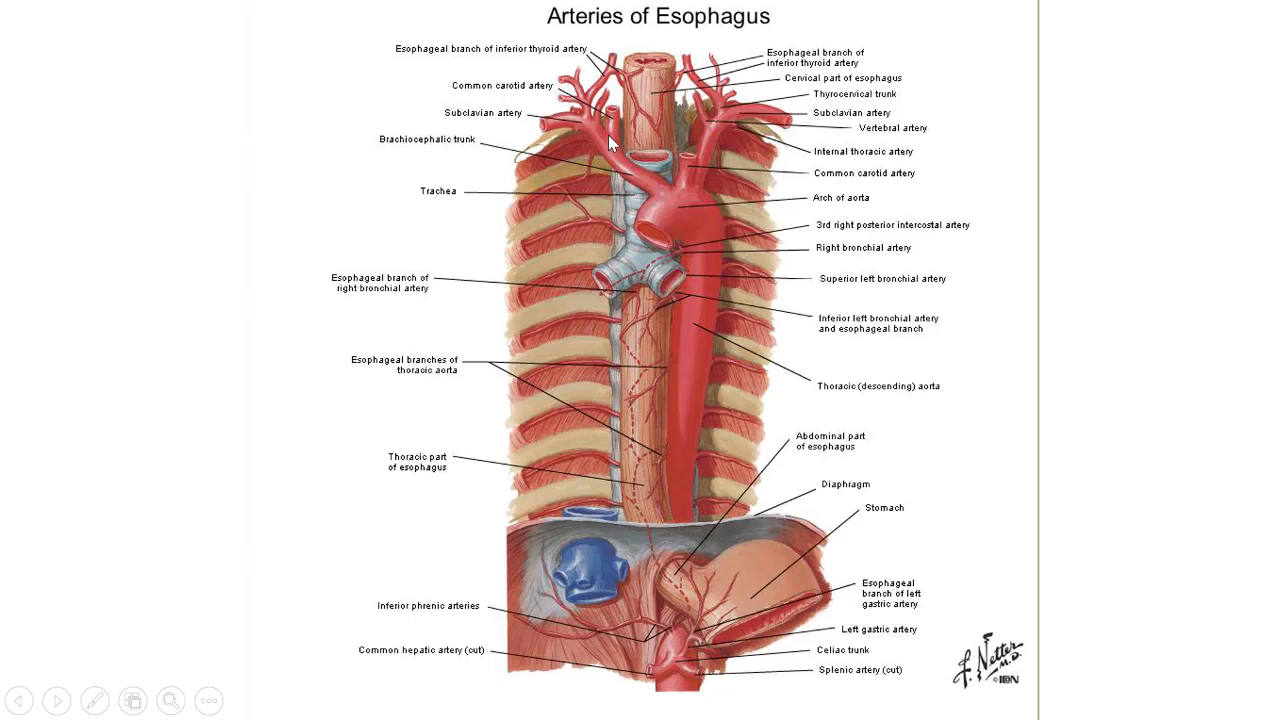 Arteries of Esophagus
Esophageal branch of inferior thyroid artery
Common carotid artery
Subclavian artery
Brachiocephalic trunk
Trachea
Esophageal branch of
right bronchial artery
Esophageal branches of
thoracic aorta
Thoracic part
of esophagus
Inferior phrenic arteries
Common hepatic artery (cut)
Esophageal branch of
inferior thyroid artery
Cervical part of esophagus
Thyrocervical trunk
Subclavian artery
Vertebral artery
Internal thoracic artery
Common carotid artery
Arch of aorta
3rd right posterior intercostal artery
Right bronchial artery
Superior left bronchial artery
Inferior left bronchial artery
and esophageal branch
Thoracic (descending) aorta
Abdominal part
of esophagus
Diaphragm
Stomach
Esophageal
branch of left
gastric artery
Left gastric artery
Celiac trunk
Splenic artery (cut)
F. Netter
M.D.
©